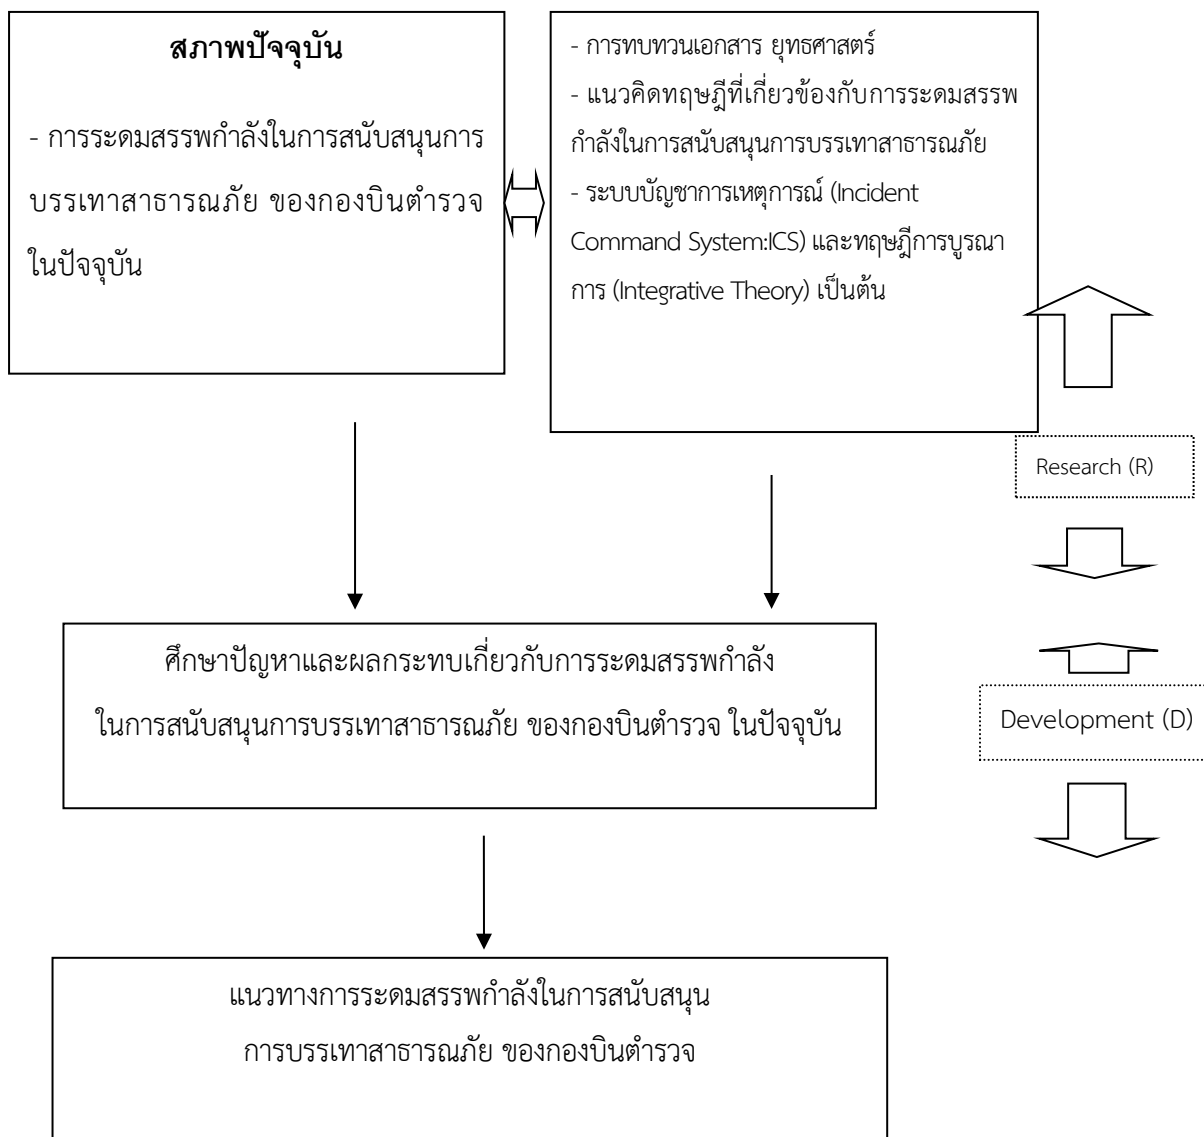 สภาพปัจจุบัน
- การระดมสรรพกำลังในการสนับสนุนการ
บรรเทาสาธารณภัย ของกองบินตำรวจ
ในปัจจุบัน
- การทบทวนเอกสาร ยุทธศาสตร์
- แนวคิดทฤษฎีที่เกี่ยวข้องกับการระดมสรรพ
กำลังในการสนับสนุนการบรรเทาสาธารณภัย
- ระบบบัญชาการเหตุการณ์ (Incident
Command System:ICS) และทฤษฎีการบูรณา
การ (Integrative Theory) เป็นต้น
Research (R)
ศึกษาปัญหาและผลกระทบเกี่ยวกับการระดมสรรพกำลัง
ในการสนับสนุนการบรรเทาสาธารณภัย ของกองบินตำรวจ ในปัจจุบัน
Development (D)
แนวทางการระดมสรรพกำลังในการสนับสนุน
การบรรเทาสาธารณภัย ของกองบินตำรวจ